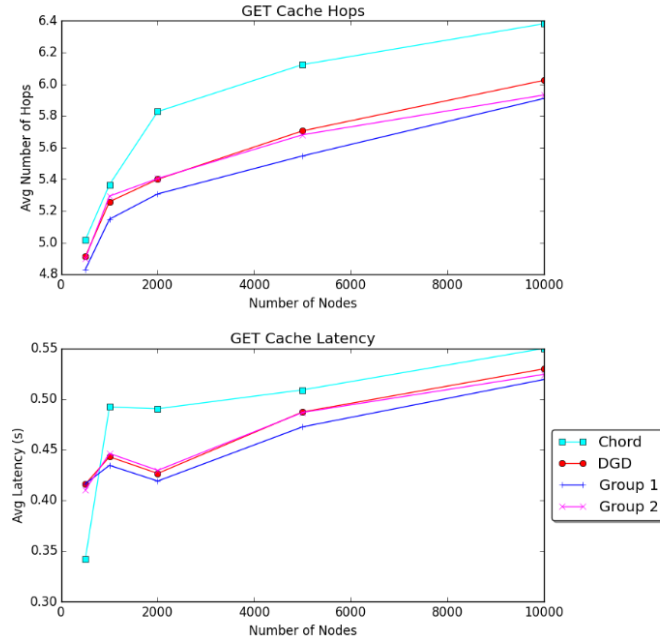 GET Cache Hops
Avg Number of Hops
6.4
6.2
6.0
5.8
5.6
5.4
5.2
5.0
4.8
0 2000 4000 6000 8000 10000
Number of Nodes
GET Cache Latency
Avg Latency (s)
0.55
0.50
0.45
0.40
0.35
0.30
0 2000 4000 6000 8000 10000
Number of Nodes
Chord
DGD
Group 1
Group 2